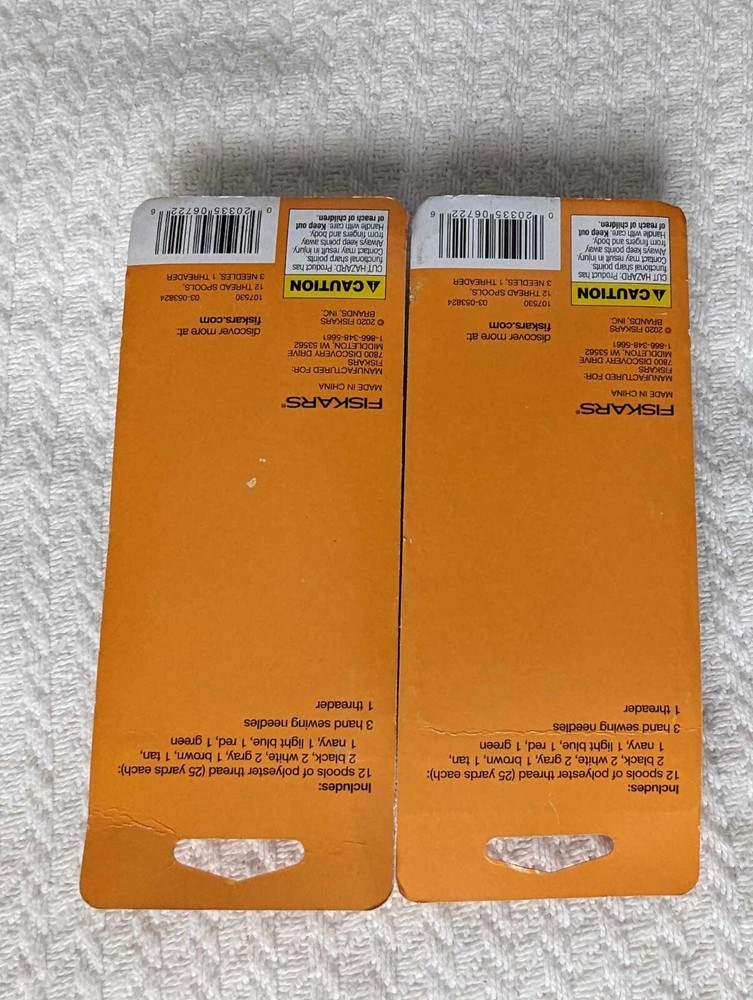 Includes:
12 spools of polyester thread (25 yards each):
2 black, 2 white, 2 gray, 1 brown, 1 tan,
1 navy, 1 light blue, 1 red, 1 green
3 hand sewing needles
1 threader
FISKARS®
MADE IN CHINA
MANUFACTURED FOR:
FISKARS
7800 DISCOVERY DRIVE
MIDDLETON, WI 53562
1-866-348-5661
© 2020 FISKARS
BRANDS, INC.
discover more at:
fiskars.com
107530 03-053824
12 THREAD SPOOLS,
3 NEEDLES, 1 THREADER
CAUTION
CUT HAZARD: Product has
functional sharp points.
Contact may result in injury.
Always keep points away
from fingers and body.
Handle with care. Keep out
of reach of children.
0 20335 06722 6
Includes:
12 spools of polyester thread (25 yards each):
2 black, 2 white, 2 gray, 1 brown, 1 tan,
1 navy, 1 light blue, 1 red, 1 green
3 hand sewing needles
1 threader
FISKARS®
MADE IN CHINA
MANUFACTURED FOR:
FISKARS
7800 DISCOVERY DRIVE
MIDDLETON, WI 53562
1-866-348-5661
© 2020 FISKARS
BRANDS, INC.
discover more at:
fiskars.com
107530 03-053824
12 THREAD SPOOLS,
3 NEEDLES, 1 THREADER
CAUTION
CUT HAZARD: Product has
functional sharp points.
Contact may result in injury.
Always keep points away
from fingers and body.
Handle with care. Keep out
of reach of children.
0 20335 06722 6